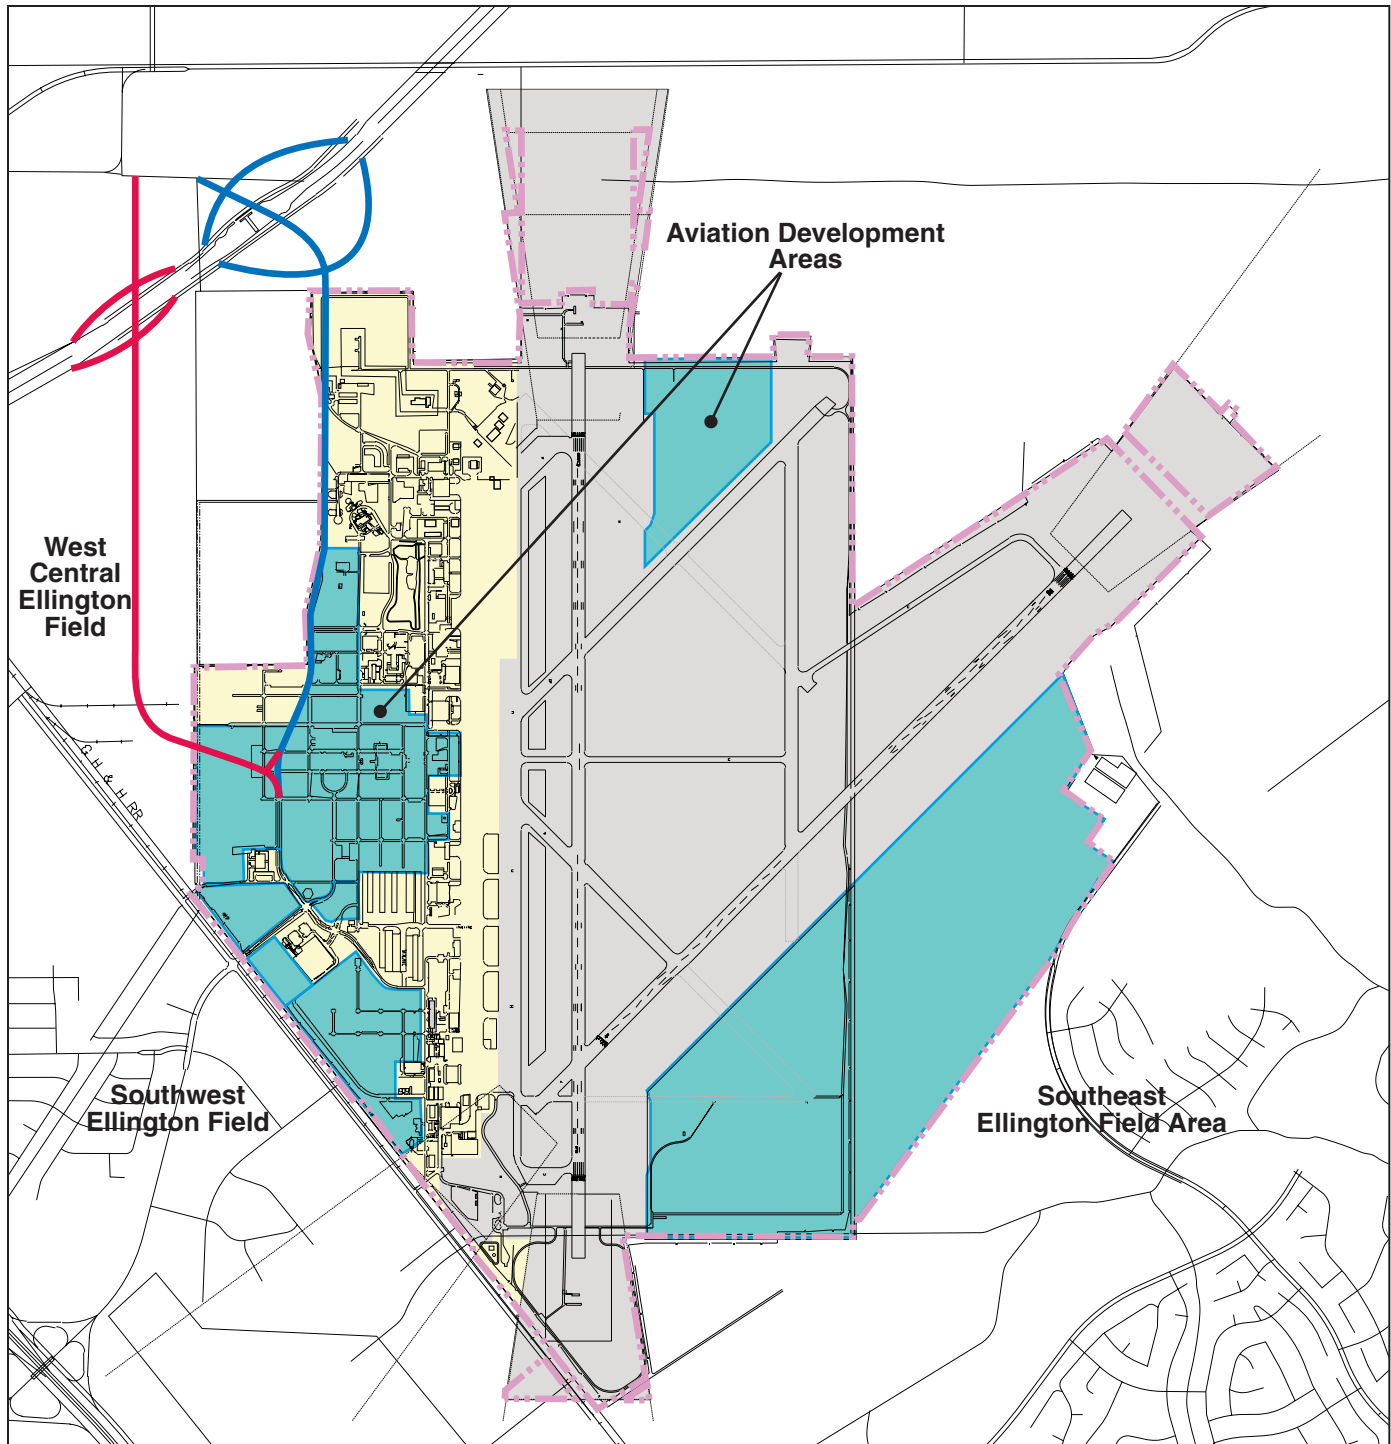 Aviation Development
Areas
West
Central
Ellington
Field
G H & H RR
Southwest
Ellington Field
Southeast
Ellington Field Area